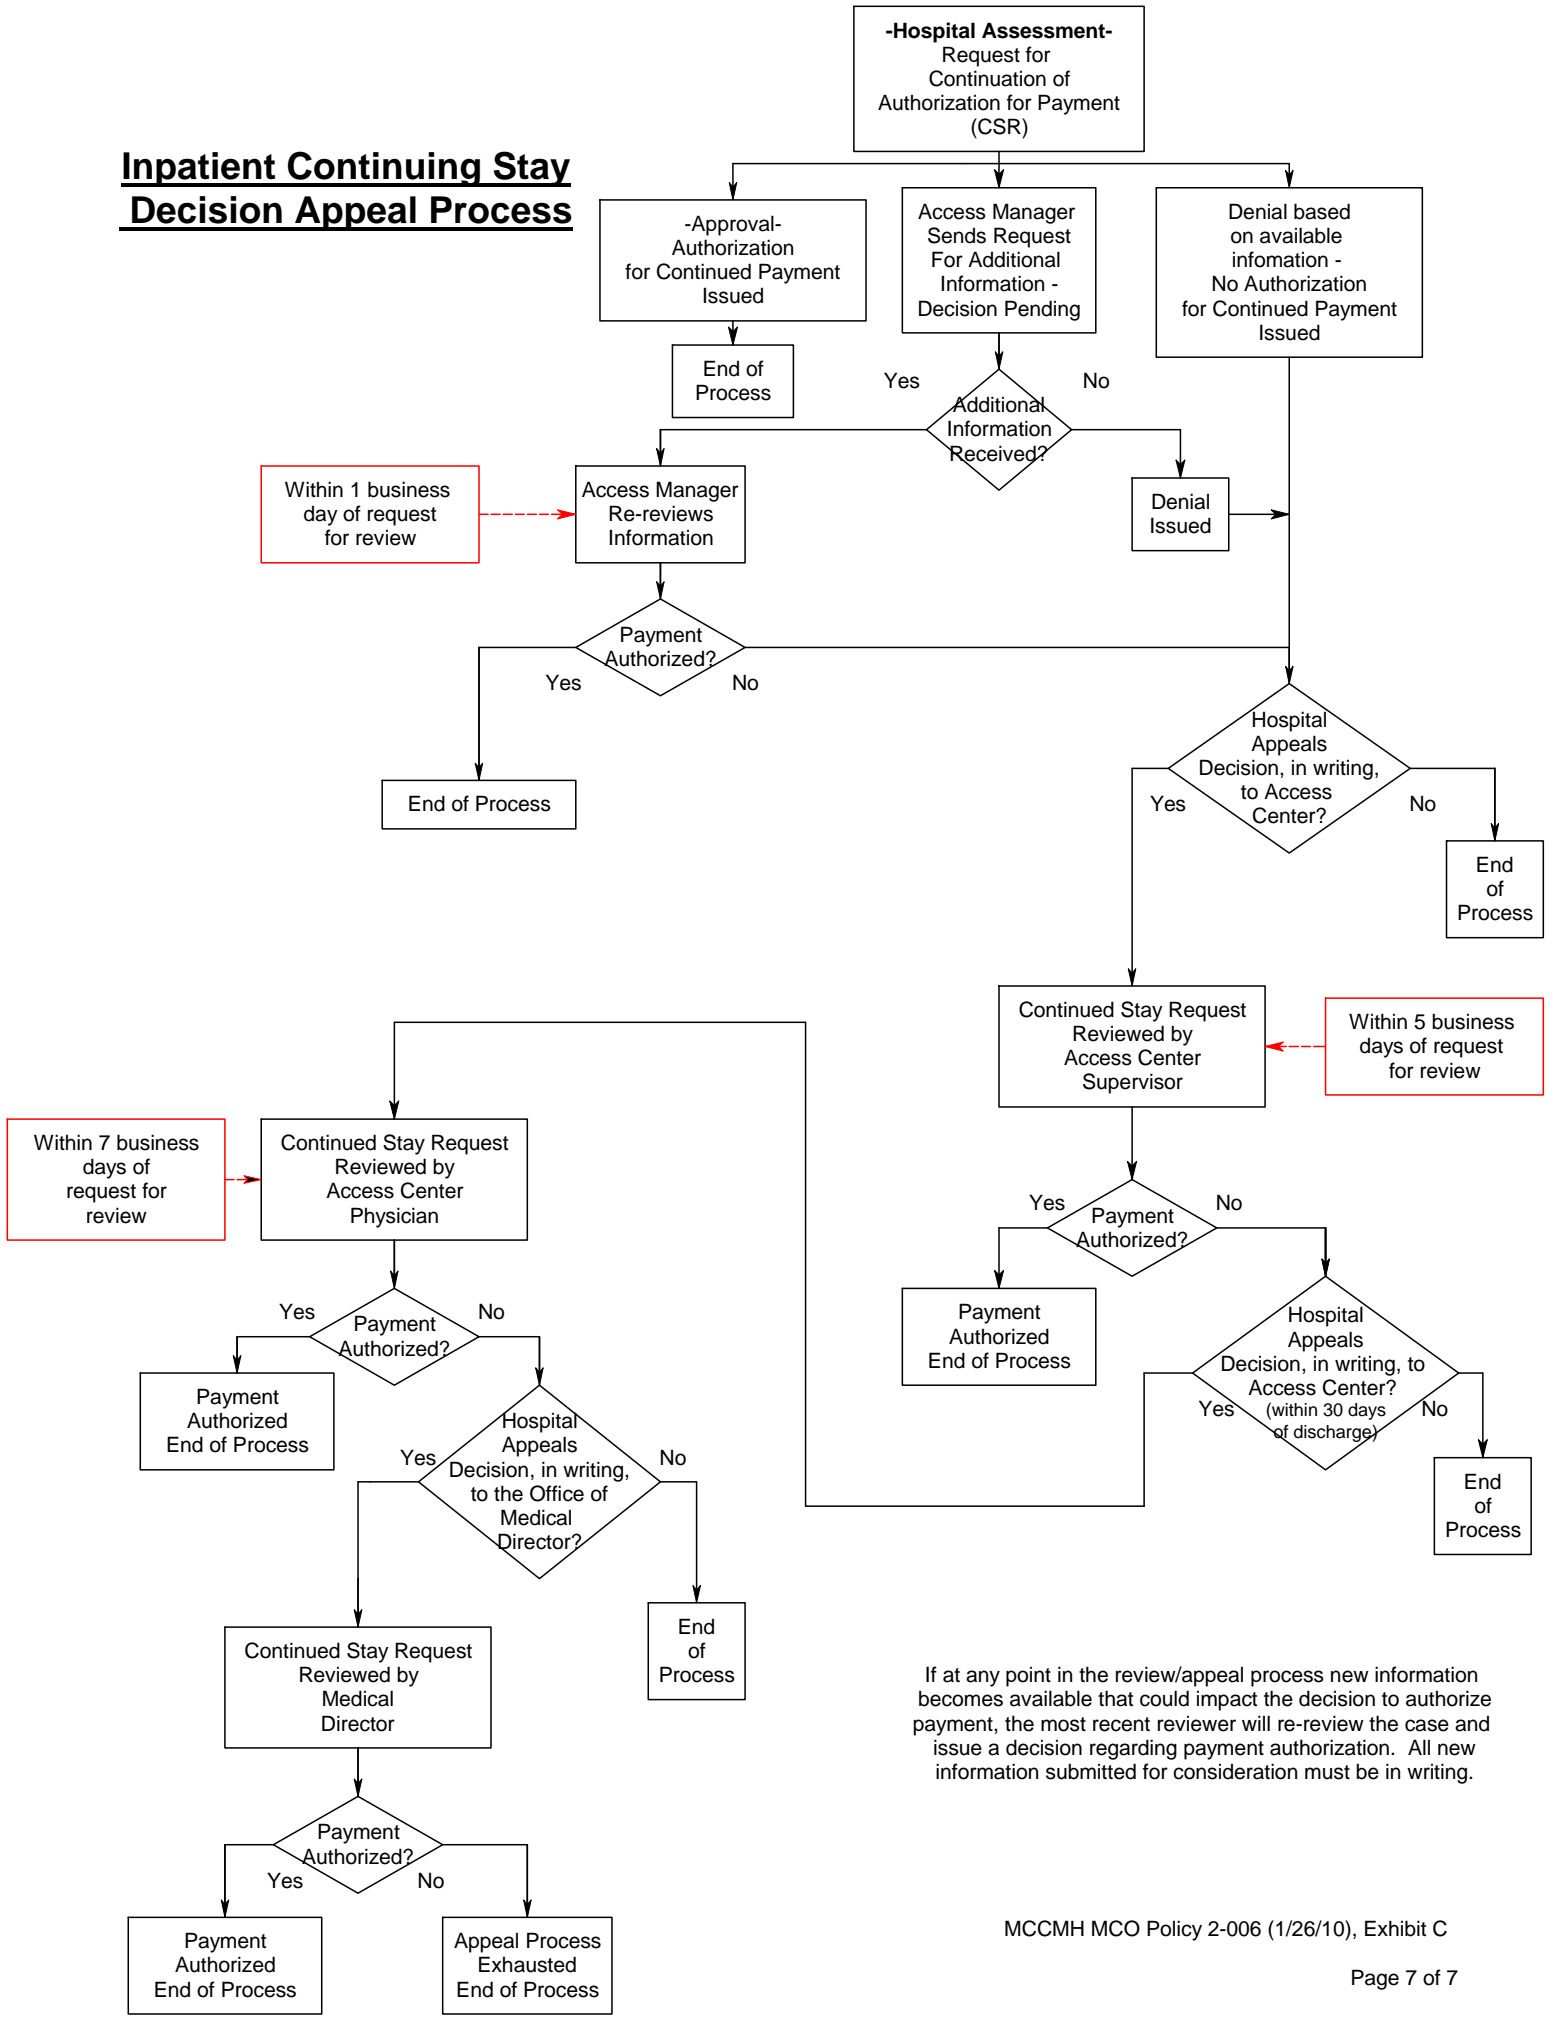 -Hospital Assessment-
Request for
Continuation of
Authorization for Payment
(CSR)
Inpatient Continuing Stay
Decision Appeal Process
-Approval-
Authorization
for Continued Payment
Issued
Access Manager
Sends Request
For Additional
Information -
Decision Pending
Denial based
on available
infomation -
No Authorization
for Continued Payment
Issued
End of
Process
Yes
No
Additional
Information
Received?
Within 1 business
day of request
for review
Access Manager
Re-reviews
Information
Denial
Issued
Payment
Authorized?
Yes
No
End of Process
Hospital
Appeals
Decision, in writing,
to Access
Center?
Yes
No
End
of
Process
Continued Stay Request
Reviewed by
Access Center
Supervisor
Within 5 business
days of request
for review
Within 7 business
days of
request for
review
Continued Stay Request
Reviewed by
Access Center
Physician
Yes
No
Payment
Authorized?
Payment
Authorized
End of Process
Hospital
Appeals
Decision, in writing, to
Access Center?
(within 30 days
of discharge)
Yes
No
End
of
Process
Yes
No
Payment
Authorized?
Payment
Authorized
End of Process
Hospital
Appeals
Decision, in writing,
to the Office of
Medical
Director?
Yes
No
End
of
Process
Continued Stay Request
Reviewed by
Medical
Director
If at any point in the review/appeal process new information
becomes available that could impact the decision to authorize
payment, the most recent reviewer will re-review the case and
issue a decision regarding payment authorization.  All new
information submitted for consideration must be in writing.
Payment
Authorized?
Yes
No
Payment
Authorized
End of Process
Appeal Process
Exhausted
End of Process
MCCMH MCO Policy 2-006 (1/26/10), Exhibit C
Page 7 of 7